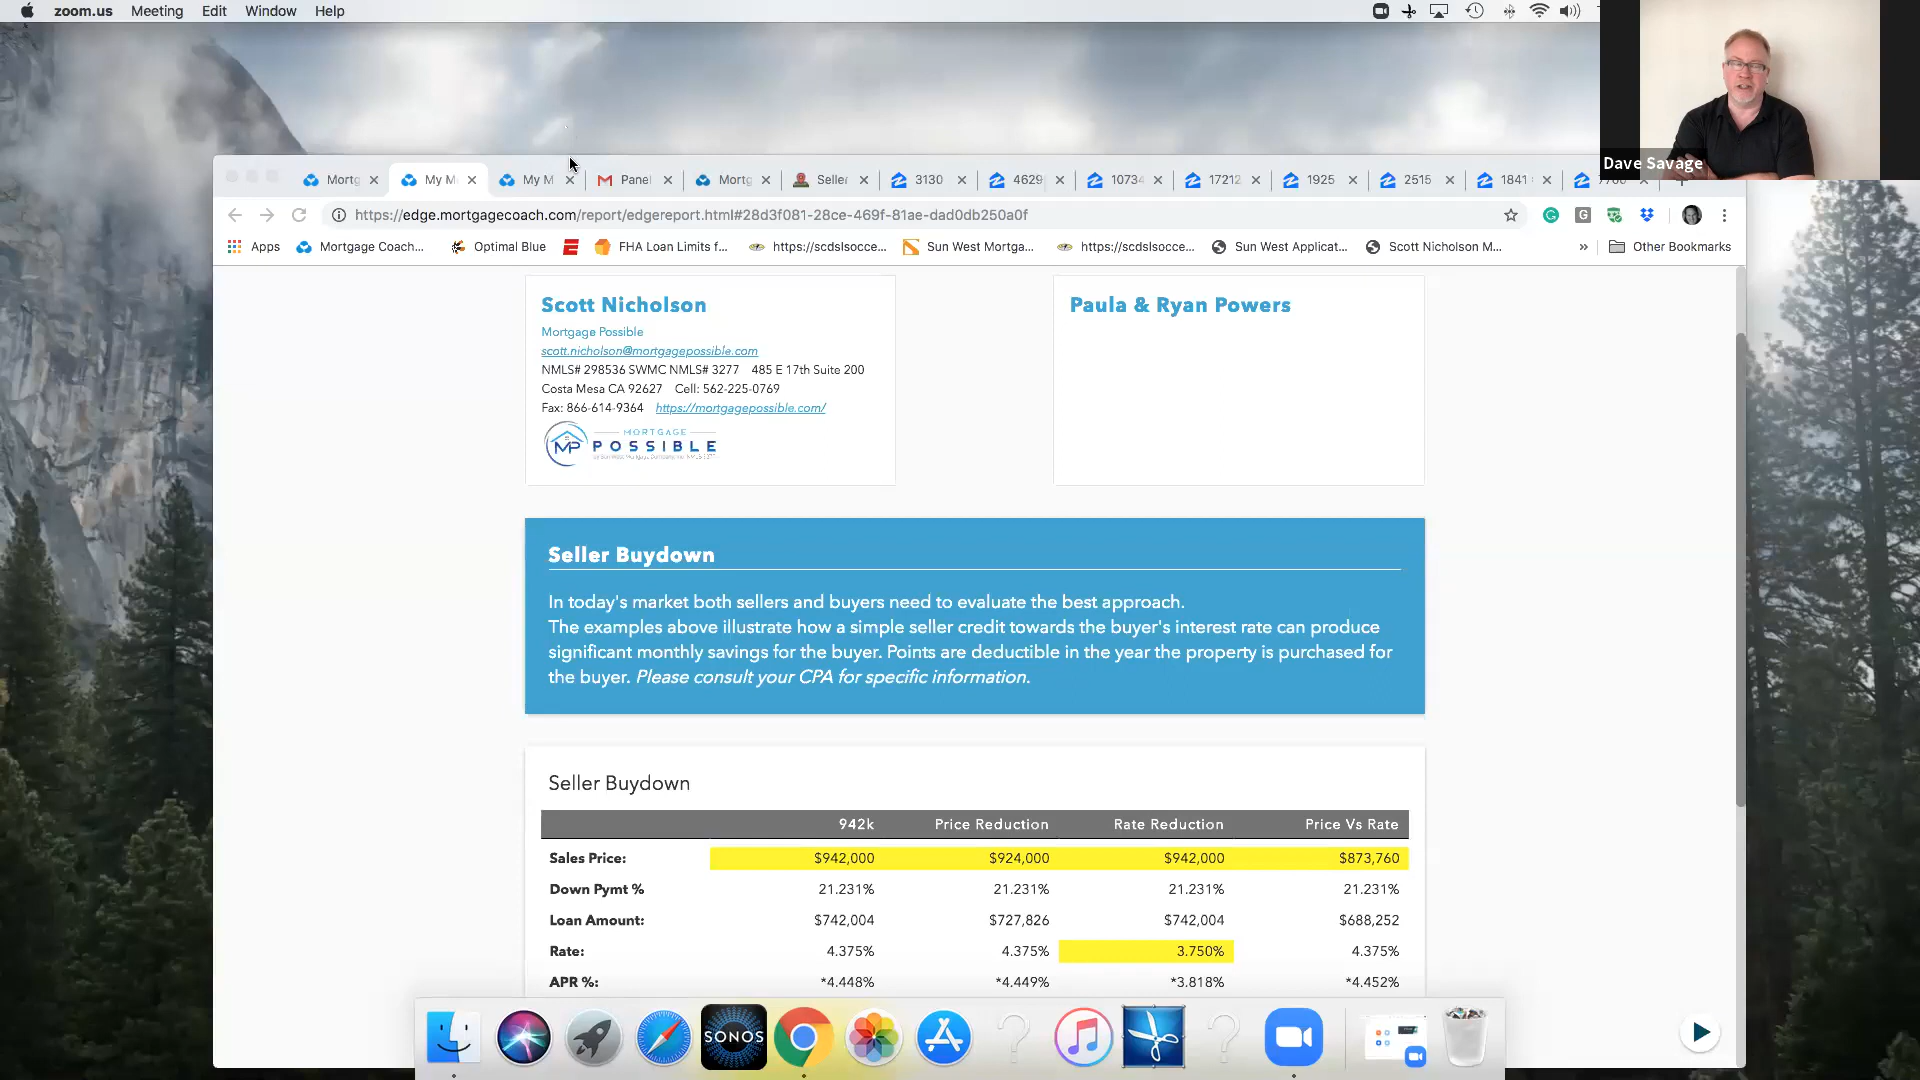 zoom.us Meeting Edit Window Help
Dave Savage
Mortg My M My M Panel Mortg Seller 3130 4629 10734 17212 1925 2515 1841
https://edge.mortgagecoach.com/report/edgereport.html#28d3f081-28ce-469f-81ae-dad0db250a0f
Apps Mortgage Coach... Optimal Blue FHA Loan Limits f... https://scdslsocce... Sun West Mortga... https://scdslsocce... Sun West Applicat... Scott Nicholson M... » Other Bookmarks
Scott Nicholson
Mortgage Possible
scott.nicholson@mortgagepossible.com
NMLS# 298536 SWMC NMLS# 3277 485 E 17th Suite 200
Costa Mesa CA 92627 Cell: 562-225-0769
Fax: 866-614-9364 https://mortgagepossible.com/
MORTGAGE
MP POSSIBLE
Paula & Ryan Powers
Seller Buydown
In today's market both sellers and buyers need to evaluate the best approach.
The examples above illustrate how a simple seller credit towards the buyer's interest rate can produce
significant monthly savings for the buyer. Points are deductible in the year the property is purchased for
the buyer. Please consult your CPA for specific information.
Seller Buydown
942k Price Reduction Rate Reduction Price Vs Rate
Sales Price: $942,000 $924,000 $942,000 $873,760
Down Pymt % 21.231% 21.231% 21.231% 21.231%
Loan Amount: $742,004 $727,826 $742,004 $688,252
Rate: 4.375% 4.375% 3.750% 4.375%
APR %: *4.448% *4.449% *3.818% *4.452%
SONOS